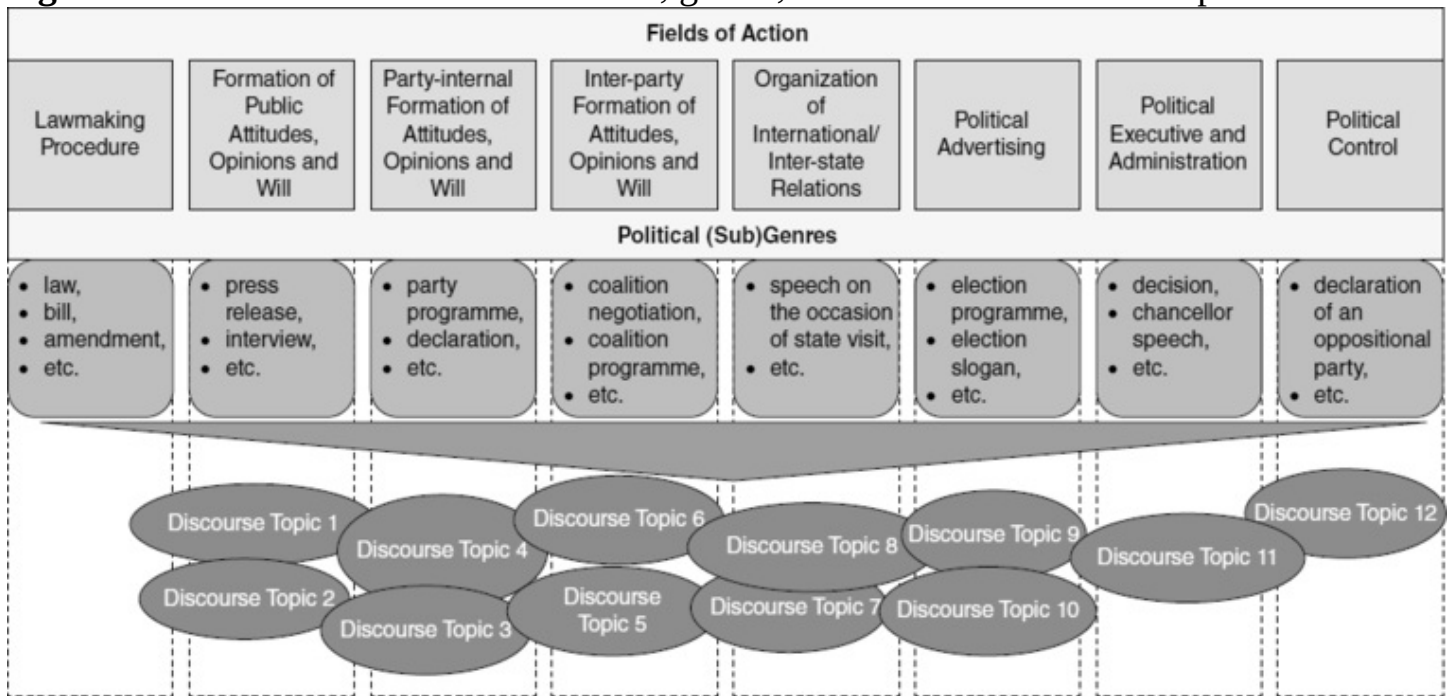 Fields of Action
Lawmaking
Procedure
Formation of
Public
Attitudes,
Opinions and
Will
Party-internal
Formation of
Attitudes,
Opinions and
Will
Inter-party
Formation of
Attitudes,
Opinions and
Will
Organization
of
International/
Inter-state
Relations
Political
Advertising
Political
Executive and
Administration
Political
Control
Political (Sub)Genres
• law,
• bill,
• amendment,
• etc.
• press
release,
• interview,
• etc.
• party
programme,
• declaration,
• etc.
• coalition
negotiation,
• coalition
programme,
• etc.
• speech on
the occasion
of state visit,
• etc.
• election
programme,
• election
slogan,
• etc.
• decision,
• chancellor
speech,
• etc.
• declaration
of an
oppositional
party,
• etc.
Discourse Topic 1
Discourse Topic 2
Discourse Topic 4
Discourse Topic 3
Discourse Topic 6
Discourse
Topic 5
Discourse Topic 8
Discourse Topic 7
Discourse Topic 9
Discourse Topic 10
Discourse Topic 11
Discourse Topic 12